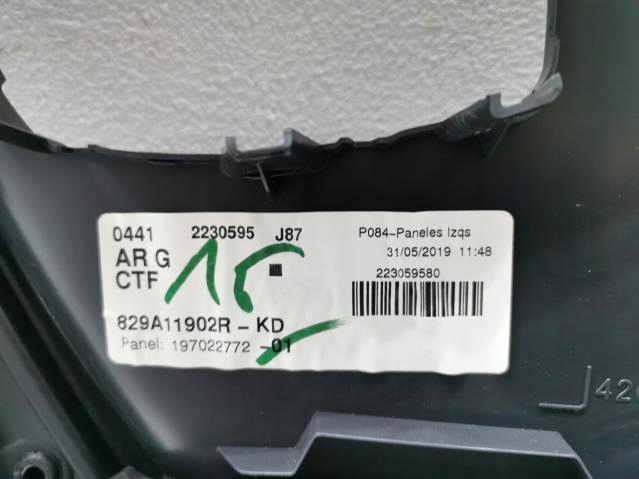 0441 2230595 J87
AR G
CTF
16
829A11902R - KD
Panel: 197022772 -01
P084-Paneles Izqs
31/05/2019 11:48
223059580